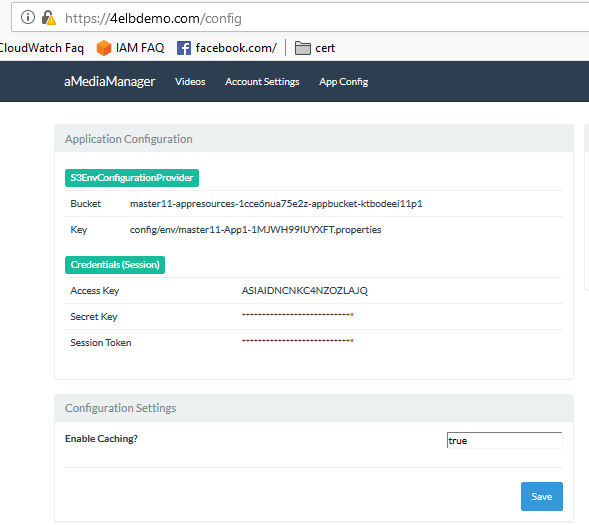 https://4elbdemo.com/config
CloudWatch Faq IAM FAQ facebook.com/ cert
aMediaManager Videos Account Settings App Config
Application Configuration
S3EnvConfigurationProvider
Bucket master11-appresources-1cce6nua75e2z-appbucket-ktbodeei11p1
Key config/env/master11-App1-1MJWH99IUYXFT.properties
Credentials (Session)
Access Key ASIAIDNCNKC4NZOZLAJQ
Secret Key ****************************
Session Token ****************************
Configuration Settings
Enable Caching? true
Save